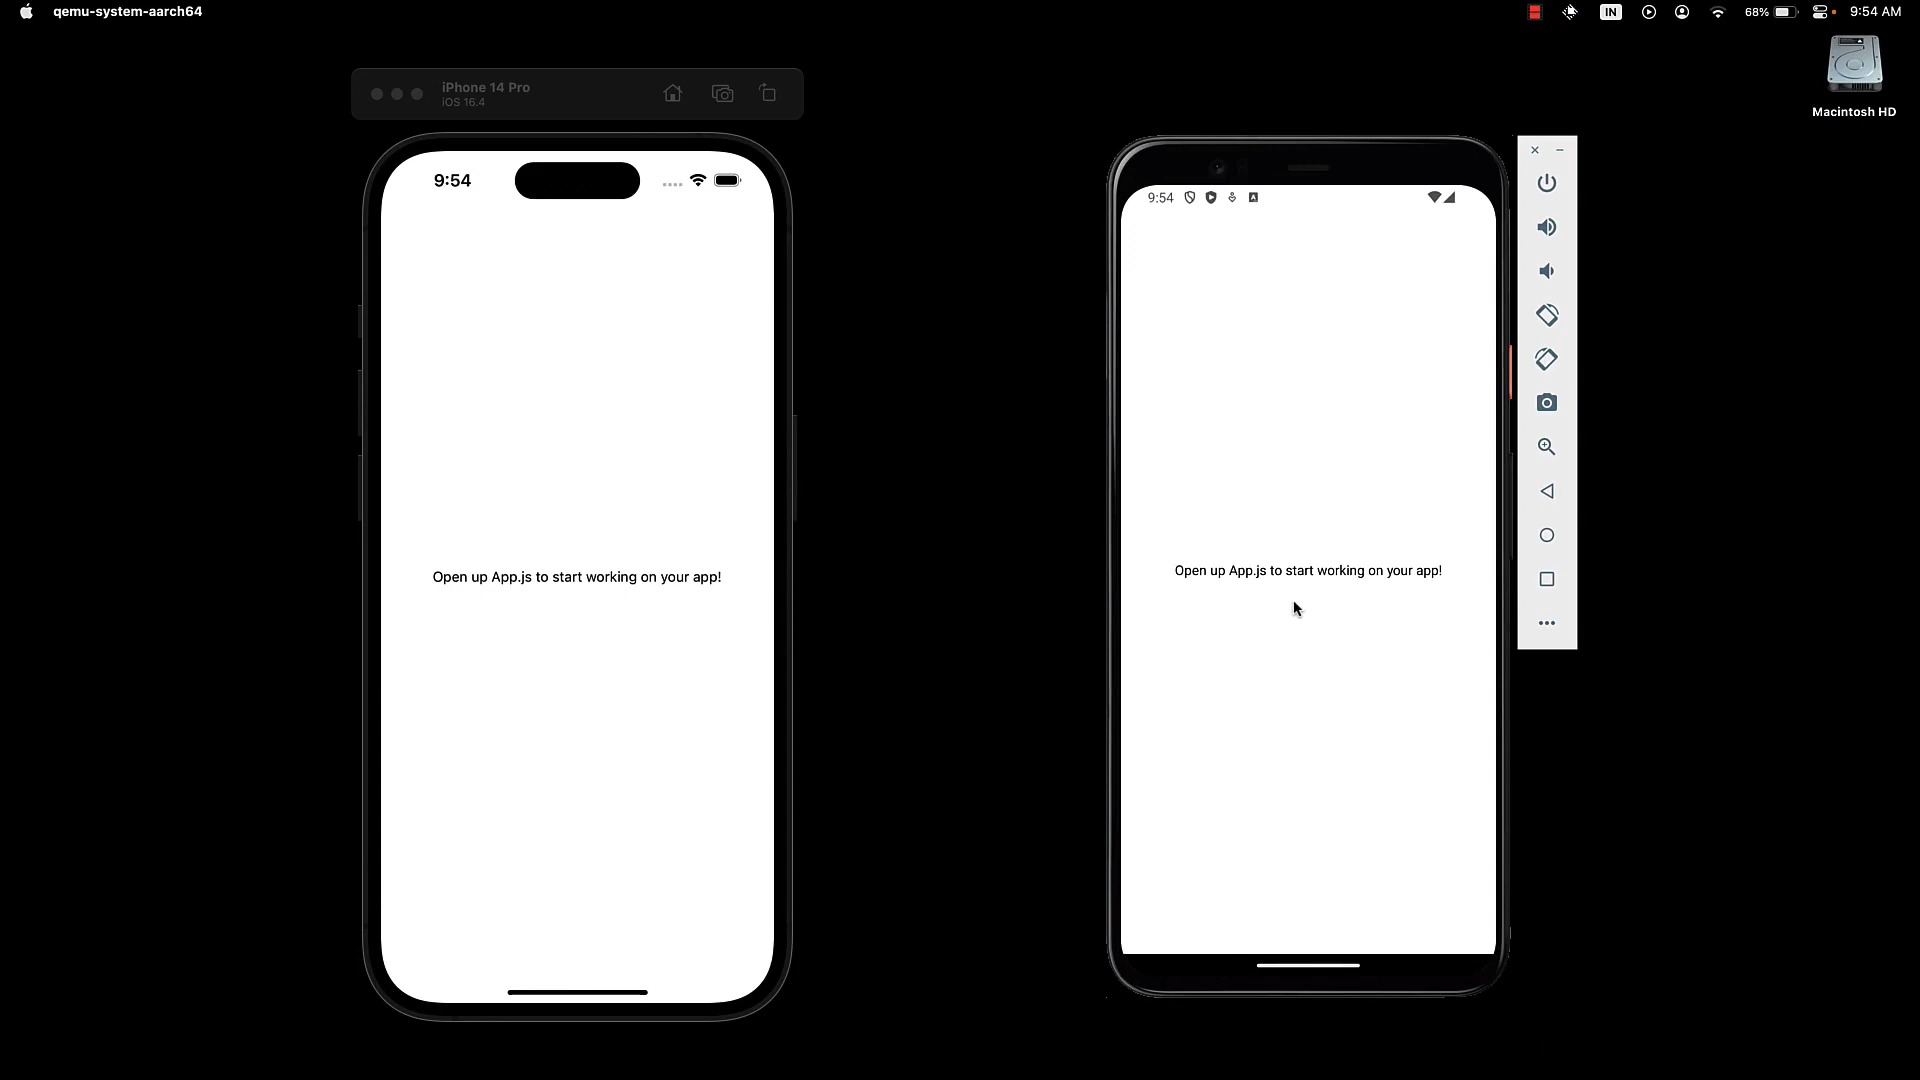 qemu-system-aarch64
IN
68%
9:54 AM
Macintosh HD
iPhone 14 Pro
iOS 16.4
9:54
Open up App.js to start working on your app!
9:54
A
Open up App.js to start working on your app!